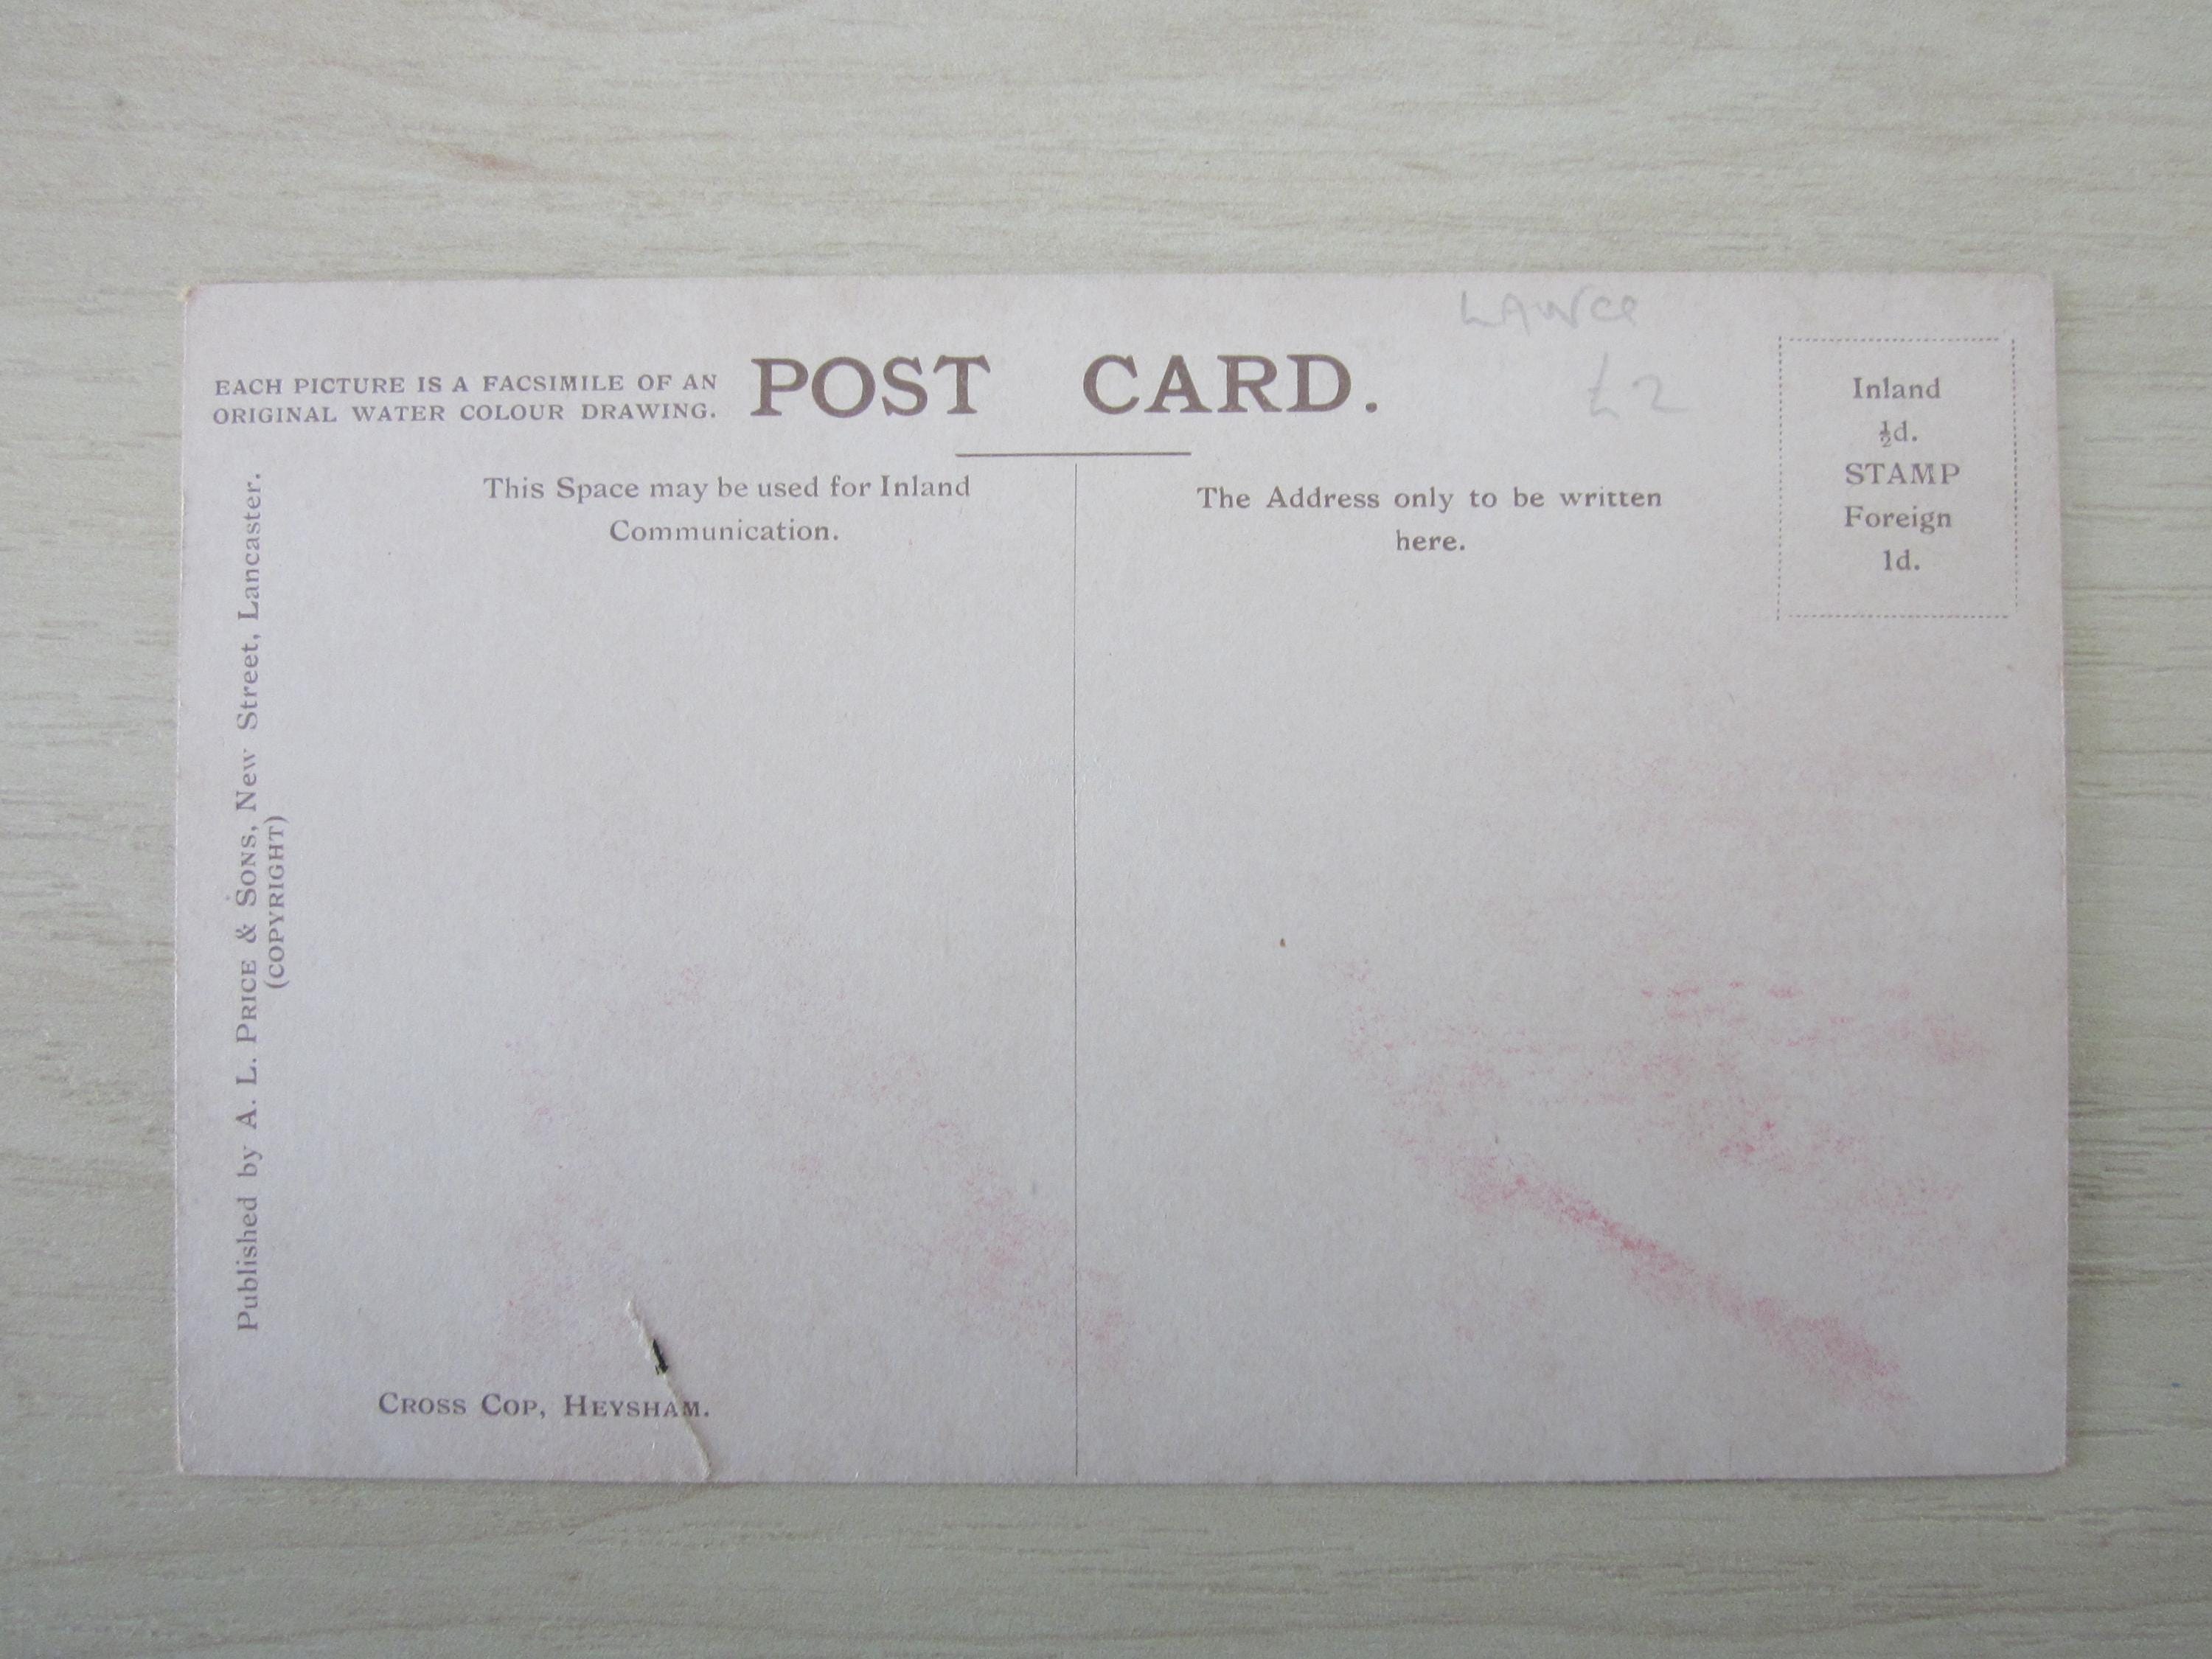 LANCS
£2
EACH PICTURE IS A FACSIMILE OF AN
ORIGINAL WATER COLOUR DRAWING.
POST CARD.
Inland
½d.
STAMP
Foreign
1d.
This Space may be used for Inland
Communication.
The Address only to be written
here.
Published by A. L. PRICE & SONS, New Street, Lancaster.
(COPYRIGHT)
CROSS COP, HEYSHAM.